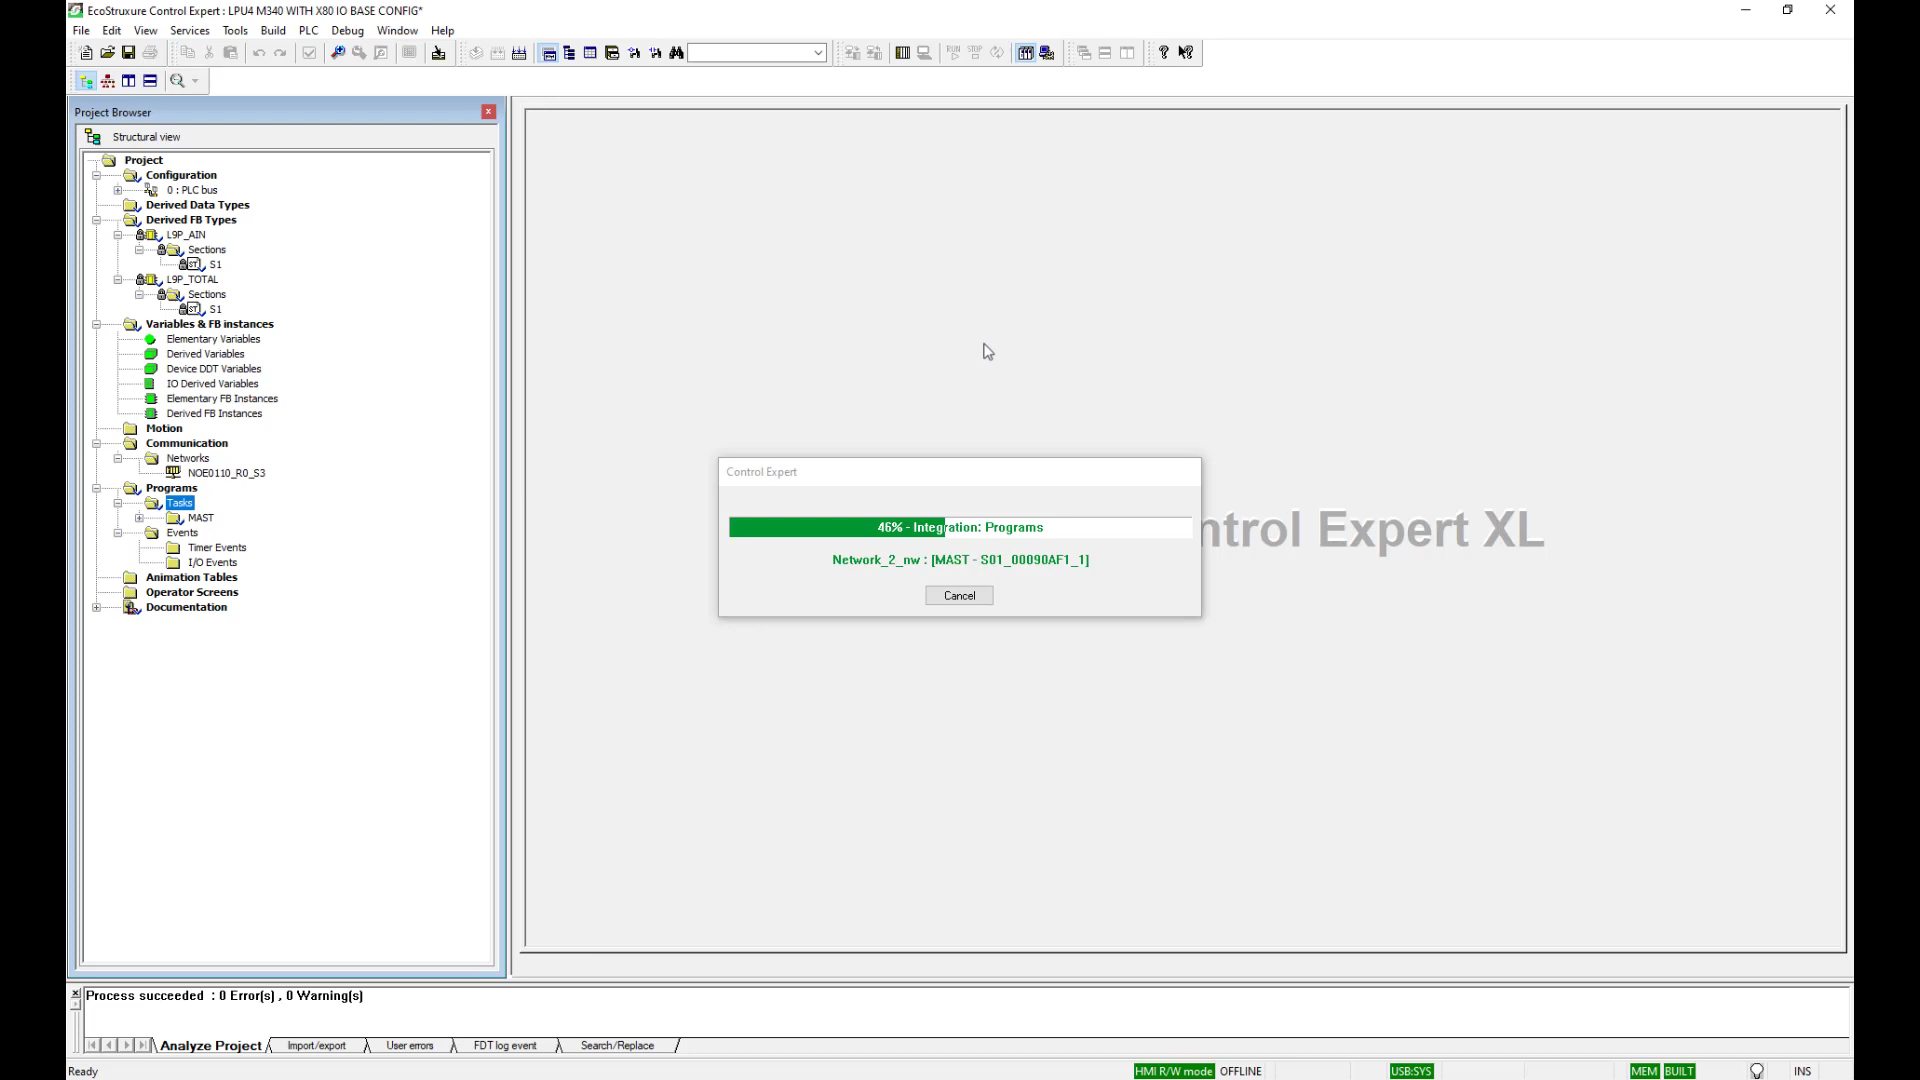 EcoStruxure Control Expert : LPU4 M340 WITH X80 IO BASE CONFIG*
File Edit View Services Tools Build PLC Debug Window Help
RUN STOP
Project Browser
Structural view
Project
Configuration
0 : PLC bus
Derived Data Types
Derived FB Types
L9P_AIN
Sections
ST S1
L9P_TOTAL
Sections
ST S1
Variables & FB instances
Elementary Variables
Derived Variables
Device DDT Variables
IO Derived Variables
Elementary FB Instances
Derived FB Instances
Motion
Communication
Networks
NOE0110_R0_S3
Programs
Tasks
MAST
Events
Timer Events
I/O Events
Animation Tables
Operator Screens
Documentation
Control Expert
46% - Integration: Programs
Network_2_nw : [MAST - S01_00090AF1_1]
Cancel
ntrol Expert XL
Process succeeded : 0 Error(s) , 0 Warning(s)
Analyze Project Import/export User errors FDT log event Search/Replace
Ready HMI R/W mode OFFLINE USB:SYS MEM BUILT INS